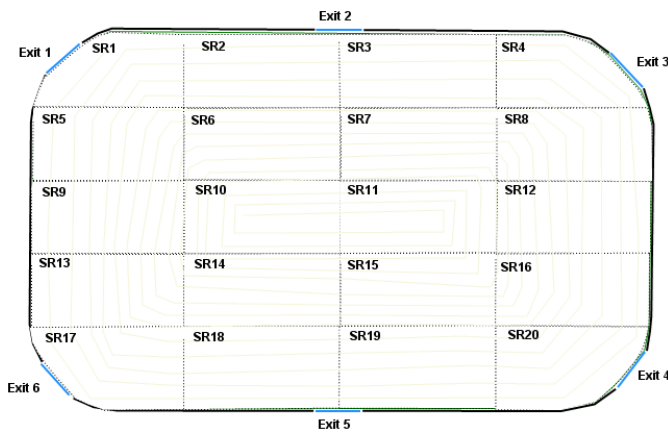 Exit 2
Exit 1
SR1
SR2
SR3
SR4
Exit 3
SR5
SR6
SR7
SR8
SR9
SR10
SR11
SR12
SR13
SR14
SR15
SR16
SR17
SR18
SR19
SR20
Exit 6
Exit 4
Exit 5